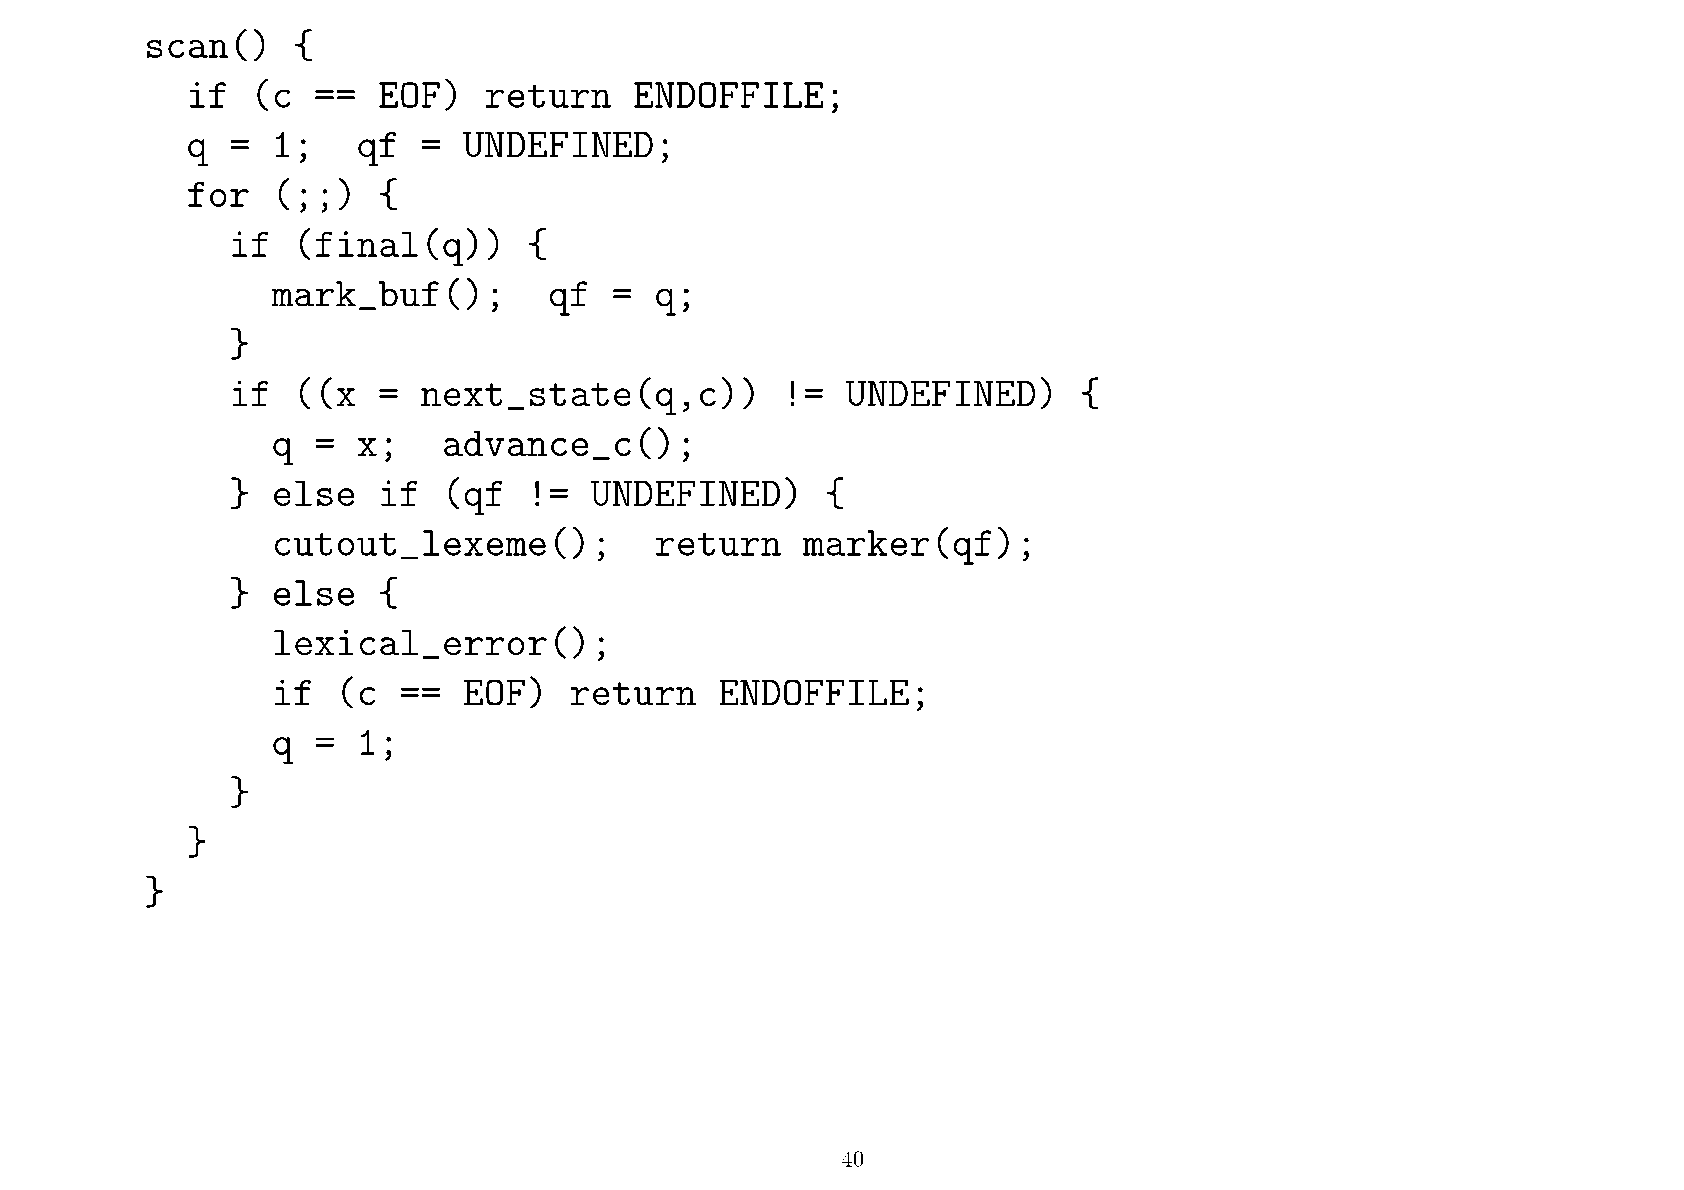 scan() {
  if (c == EOF) return ENDOFFILE;
  q = 1;  qf = UNDEFINED;
  for (;;) {
    if (final(q)) {
      mark_buf();  qf = q;
    }
    if ((x = next_state(q,c)) != UNDEFINED) {
      q = x;  advance_c();
    } else if (qf != UNDEFINED) {
      cutout_lexeme();  return marker(qf);
    } else {
      lexical_error();
      if (c == EOF) return ENDOFFILE;
      q = 1;
    }
  }
}
40